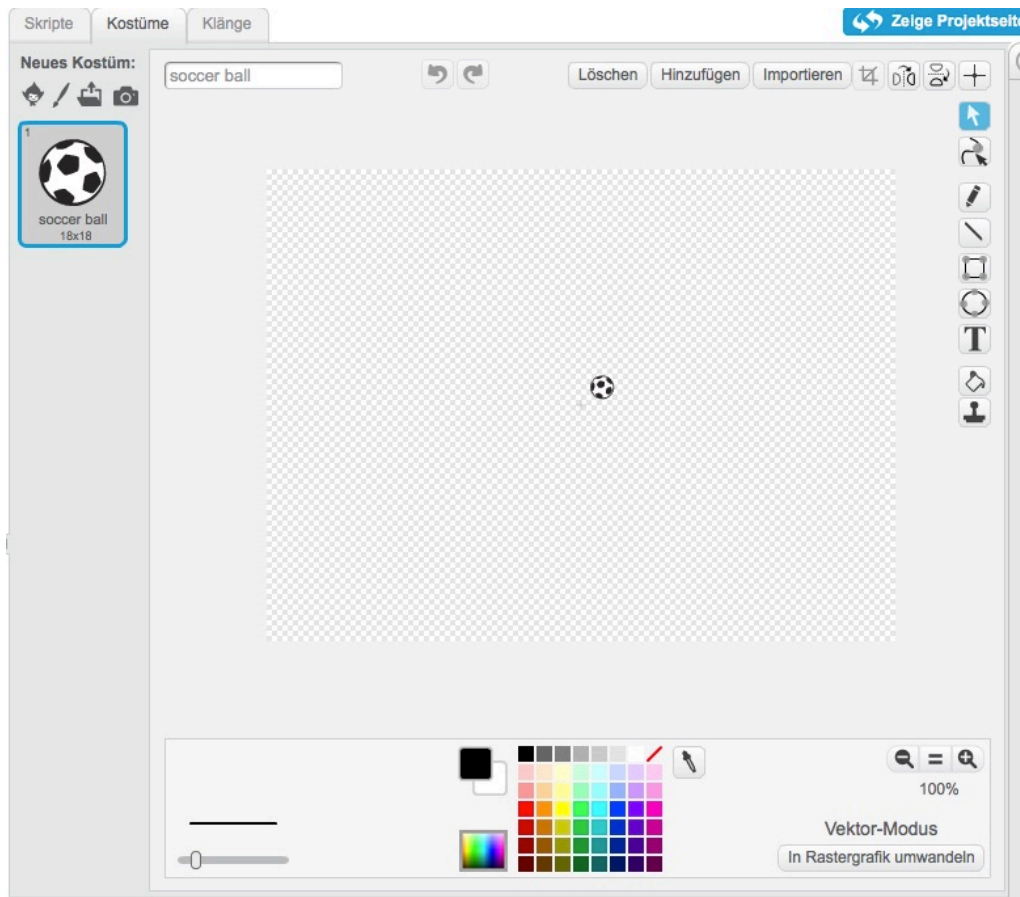 Skripte
Kostüme
Klänge
Zeige Projektseite
Neues Kostüm:
soccer ball
Löschen
Hinzufügen
Importieren
1
soccer ball
18x18
T
100%
Vektor-Modus
In Rastergrafik umwandeln